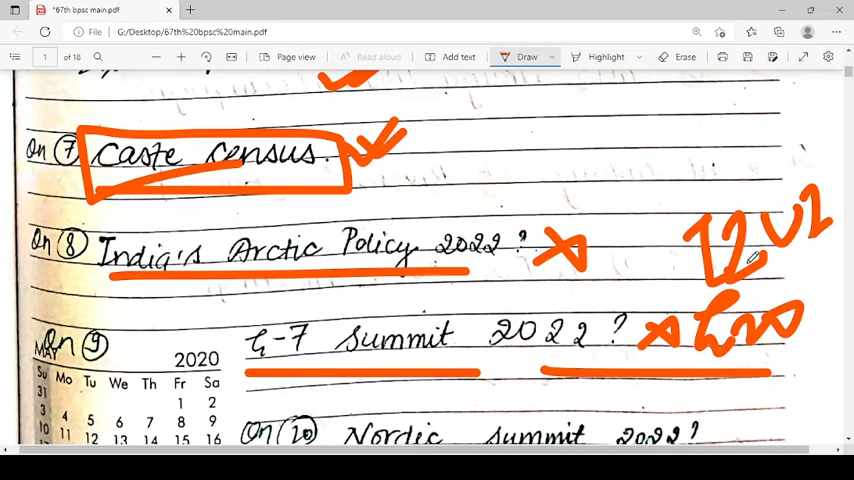 *67th bpsc main.pdf
File
G:/Desktop/67th%20bpsc%20main.pdf
1 of 18
Page view
Read aloud
Add text
Draw
Highlight
Erase
Qn 7 Caste Census.
Qn 8 India's Arctic Policy 2022 ?
I2U2
Qn 9 G-7 Summit 2022 ?
G20
MAY 2020
Su Mo Tu We Th Fr Sa
31 1 2
3 4 5 6 7 8 9
10 11 12 13 14 15 16
Qn 10 Nordic summit 2022?